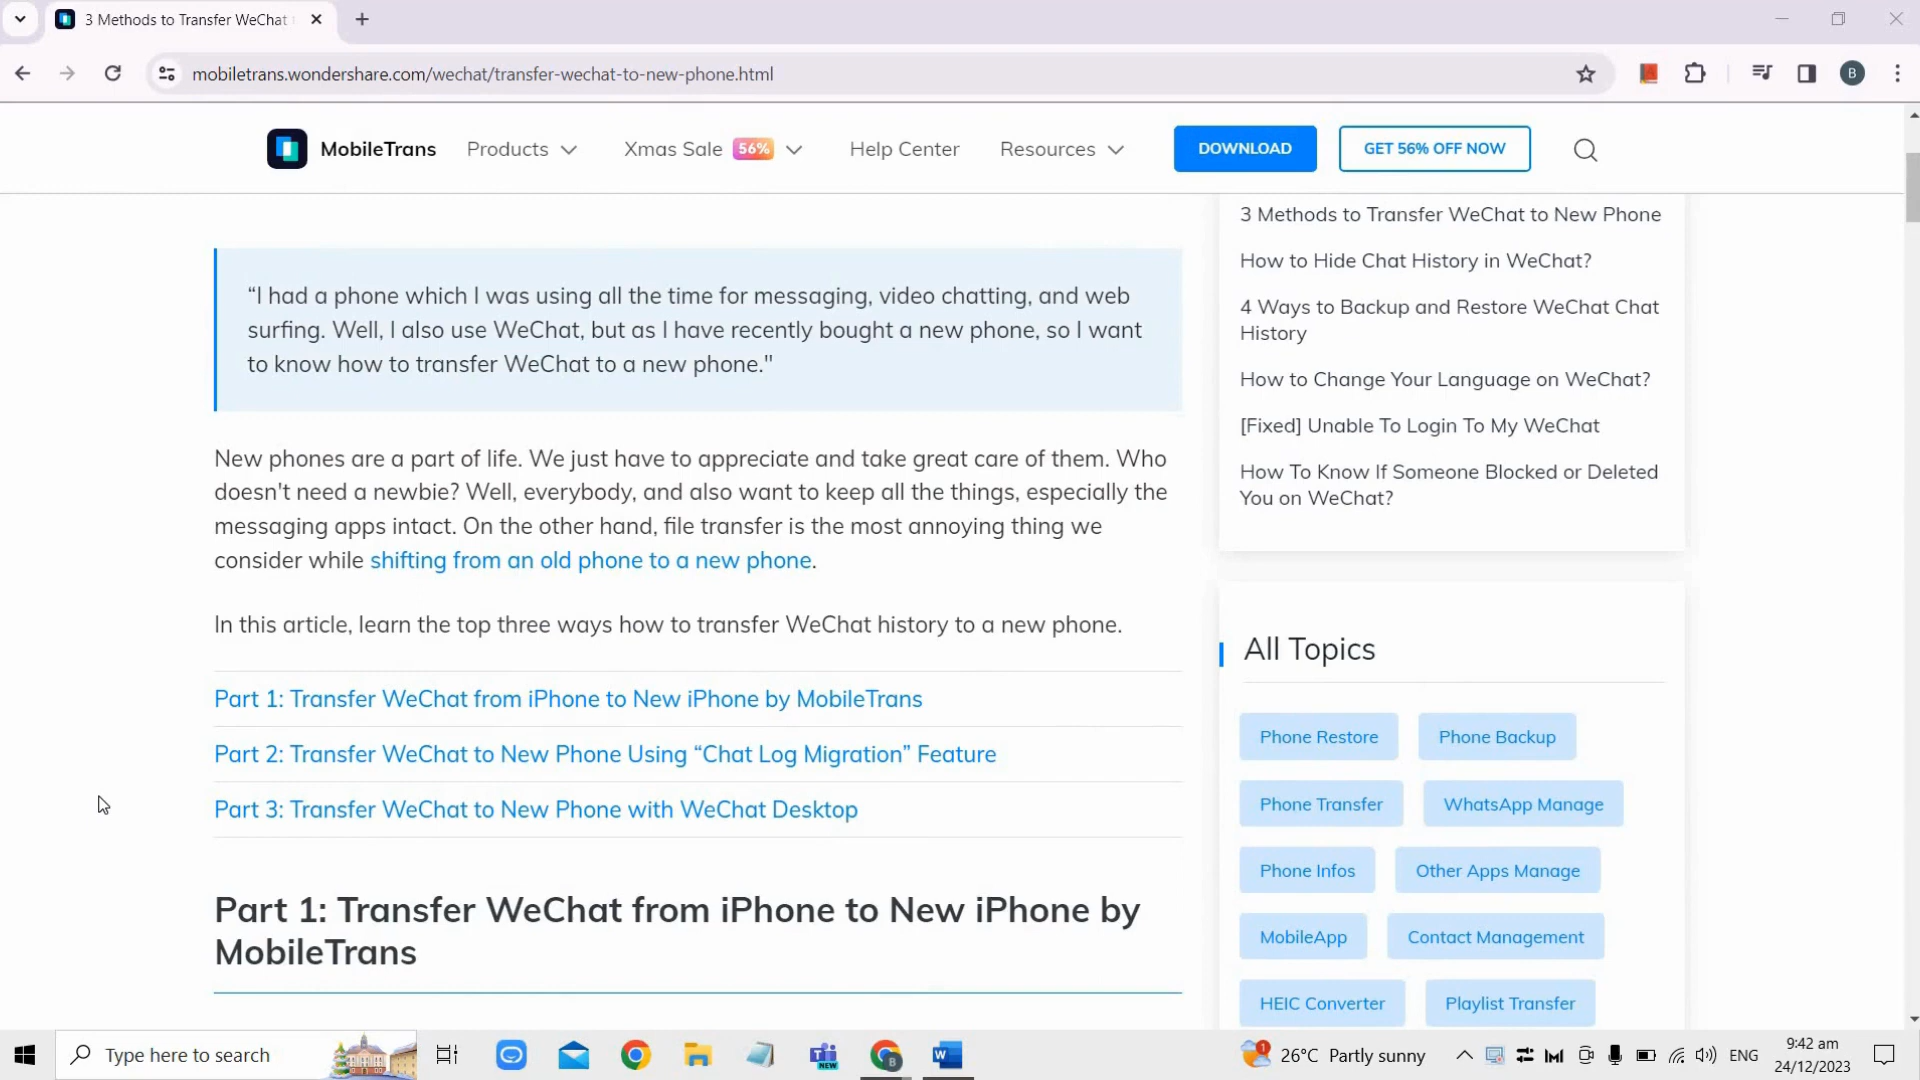 3 Methods to Transfer WeChat
mobiletrans.wondershare.com/wechat/transfer-wechat-to-new-phone.html
B
MobileTrans
Products
Xmas Sale 56%
Help Center
Resources
DOWNLOAD
GET 56% OFF NOW
“I had a phone which I was using all the time for messaging, video chatting, and web
surfing. Well, I also use WeChat, but as I have recently bought a new phone, so I want
to know how to transfer WeChat to a new phone."
New phones are a part of life. We just have to appreciate and take great care of them. Who
doesn't need a newbie? Well, everybody, and also want to keep all the things, especially the
messaging apps intact. On the other hand, file transfer is the most annoying thing we
consider while shifting from an old phone to a new phone.
In this article, learn the top three ways how to transfer WeChat history to a new phone.
Part 1: Transfer WeChat from iPhone to New iPhone by MobileTrans
Part 2: Transfer WeChat to New Phone Using “Chat Log Migration” Feature
Part 3: Transfer WeChat to New Phone with WeChat Desktop
Part 1: Transfer WeChat from iPhone to New iPhone by
MobileTrans
3 Methods to Transfer WeChat to New Phone
How to Hide Chat History in WeChat?
4 Ways to Backup and Restore WeChat Chat
History
How to Change Your Language on WeChat?
[Fixed] Unable To Login To My WeChat
How To Know If Someone Blocked or Deleted
You on WeChat?
All Topics
Phone Restore
Phone Backup
Phone Transfer
WhatsApp Manage
Phone Infos
Other Apps Manage
MobileApp
Contact Management
HEIC Converter
Playlist Transfer
Type here to search
NEW
B
W
1
26°C Partly sunny
ENG
9:42 am
24/12/2023